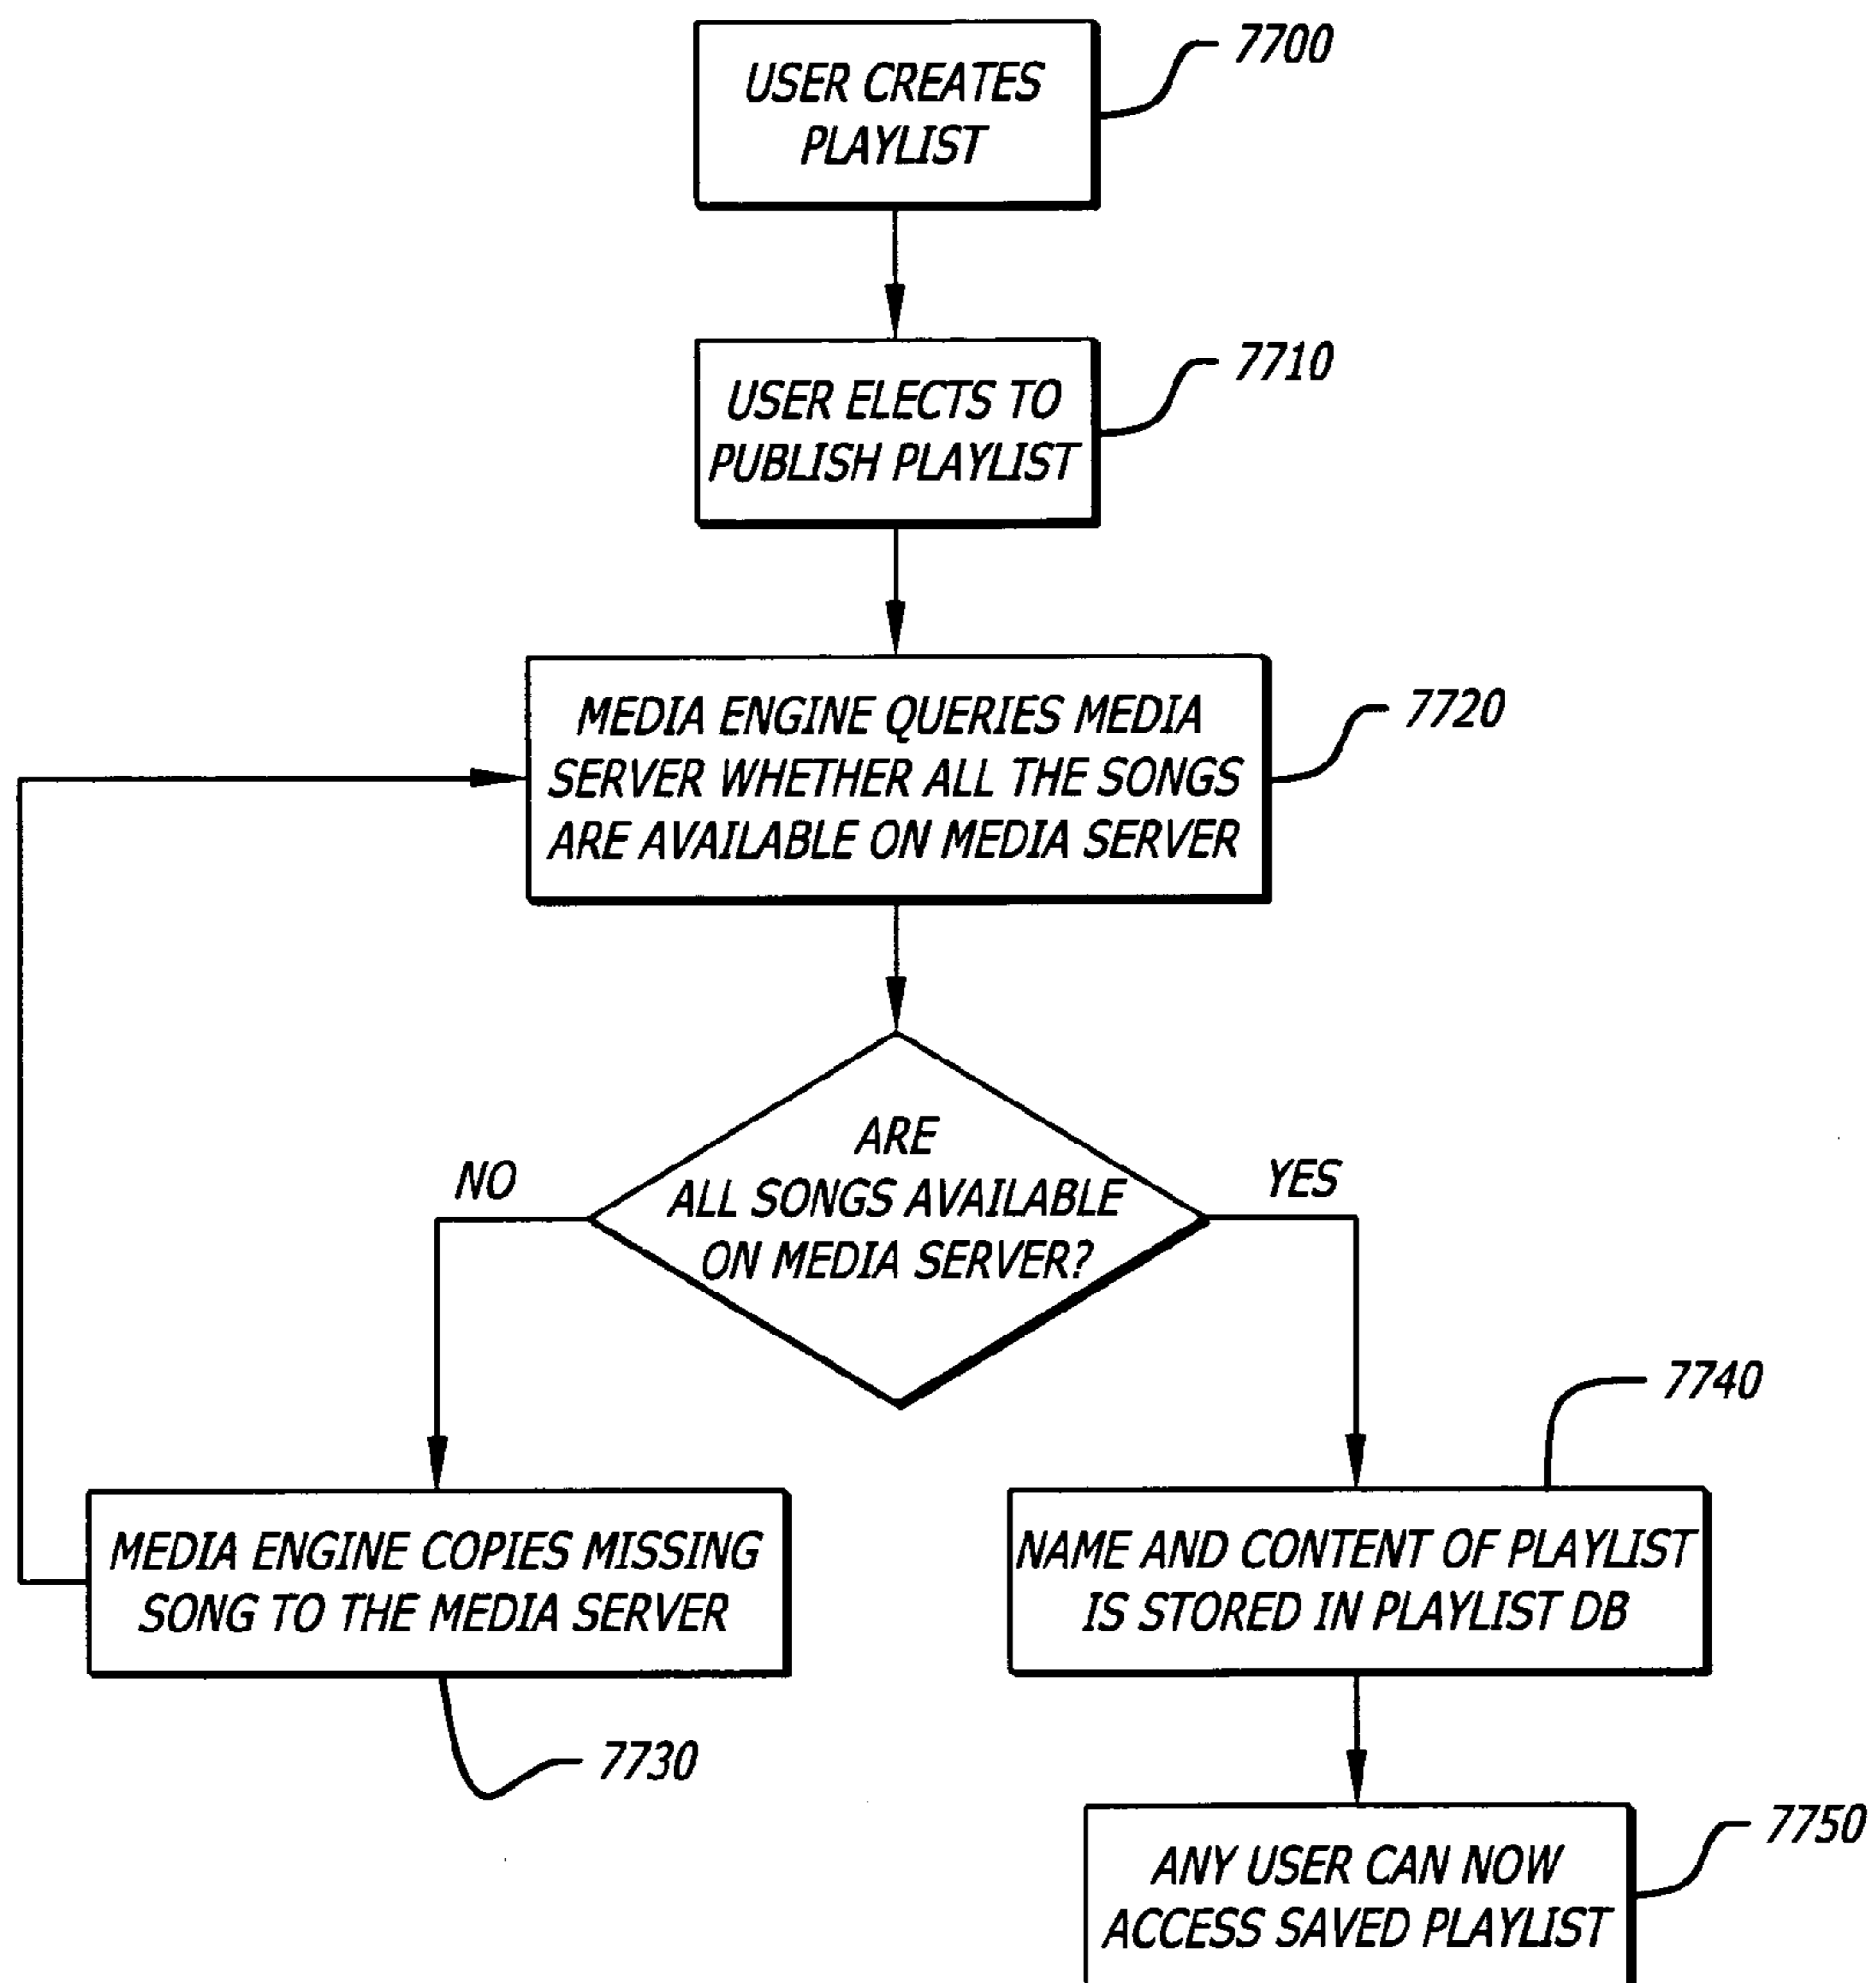 7700
USER CREATES
PLAYLIST
7710
USER ELECTS TO
PUBLISH PLAYLIST
7720
MEDIA ENGINE QUERIES MEDIA
SERVER WHETHER ALL THE SONGS
ARE AVAILABLE ON MEDIA SERVER
ARE
ALL SONGS AVAILABLE
ON MEDIA SERVER?
NO
YES
7740
MEDIA ENGINE COPIES MISSING
SONG TO THE MEDIA SERVER
7730
NAME AND CONTENT OF PLAYLIST
IS STORED IN PLAYLIST DB
7750
ANY USER CAN NOW
ACCESS SAVED PLAYLIST